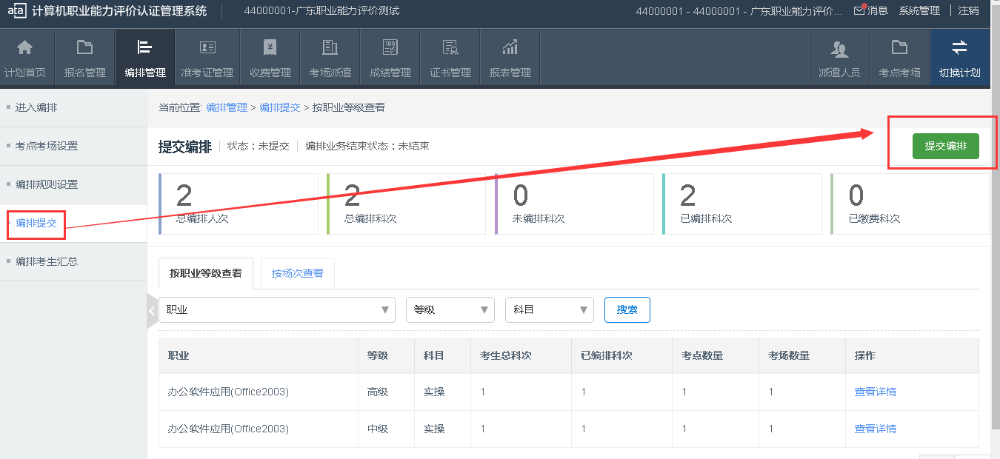 ata 计算机职业能力评价认证管理系统 44000001-广东职业能力评价测试 44000001 - 44000001 - 广东职业能力评价... 消息 系统管理 注销
计划首页 报名管理 编排管理 准考证管理 收费管理 考场派遣 成绩管理 证书管理 报表管理 派遣人员 考点考场 切换计划
进入编排
考点考场设置
编排规则设置
编排提交
编排考生汇总
当前位置: 编排管理 > 编排提交 > 按职业等级查看
提交编排 状态：未提交 编排业务结束状态：未结束 提交编排
2 2 0 2 0
总编排人次 总编排科次 未编排科次 已编排科次 已缴费科次
按职业等级查看 按场次查看
职业 等级 科目 搜索
职业 等级 科目 考生总科次 已编排科次 考点数量 考场数量 操作
办公软件应用(Office2003) 高级 实操 1 1 1 1 查看详情
办公软件应用(Office2003) 中级 实操 1 1 1 1 查看详情